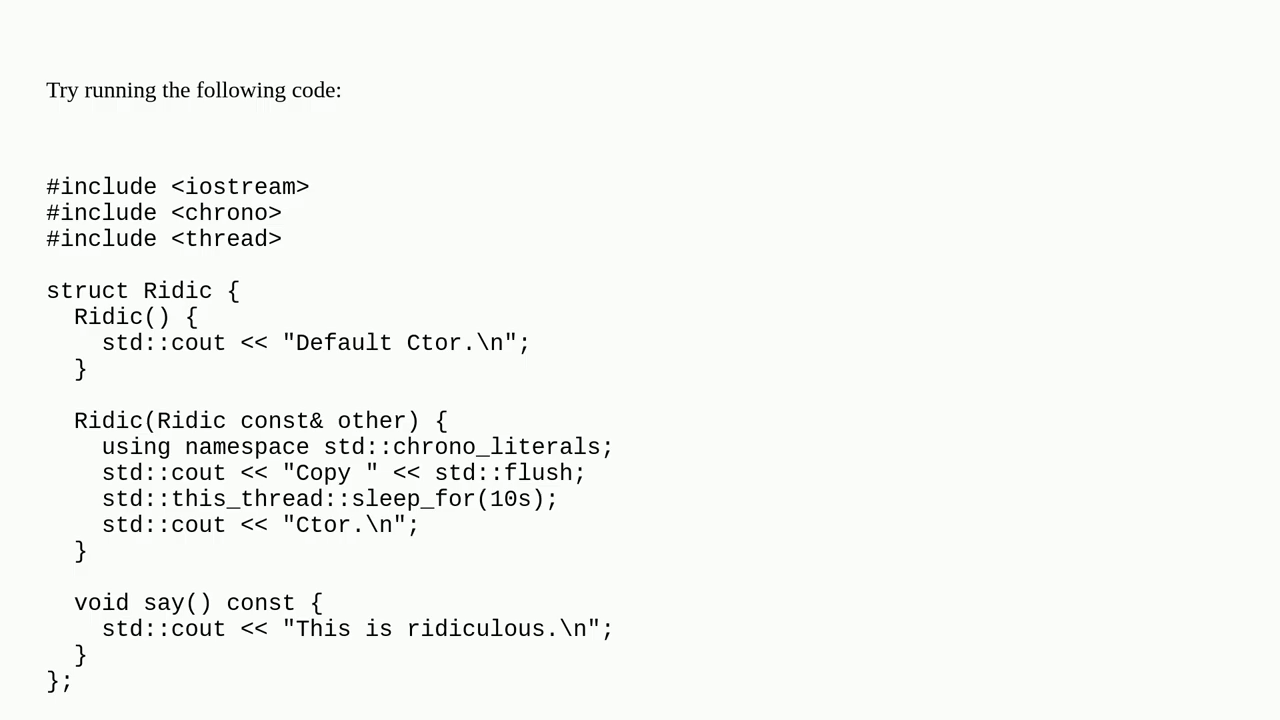 Try running the following code:
#include <iostream>
#include <chrono>
#include <thread>
struct Ridic {
  Ridic() {
    std::cout << "Default Ctor.\n";
  }
  Ridic(Ridic const& other) {
    using namespace std::chrono_literals;
    std::cout << "Copy " << std::flush;
    std::this_thread::sleep_for(10s);
    std::cout << "Ctor.\n";
  }
  void say() const {
    std::cout << "This is ridiculous.\n";
  }
};